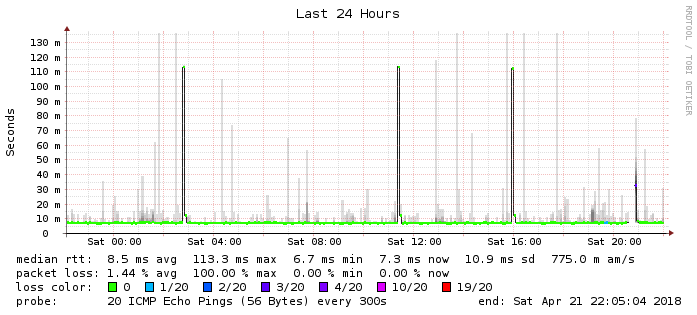 Last 24 Hours
RRDTOOL / TOBI OETIKER
Seconds
130 m
120 m
110 m
100 m
90 m
80 m
70 m
60 m
50 m
40 m
30 m
20 m
10 m
0
Sat 00:00 Sat 04:00 Sat 08:00 Sat 12:00 Sat 16:00 Sat 20:00
median rtt: 8.5 ms avg 113.3 ms max 6.7 ms min 7.3 ms now 10.9 ms sd 775.0 m am/s
packet loss: 1.44 % avg 100.00 % max 0.00 % min 0.00 % now
loss color: 0 1/20 2/20 3/20 4/20 10/20 19/20
probe: 20 ICMP Echo Pings (56 Bytes) every 300s end: Sat Apr 21 22:05:04 2018